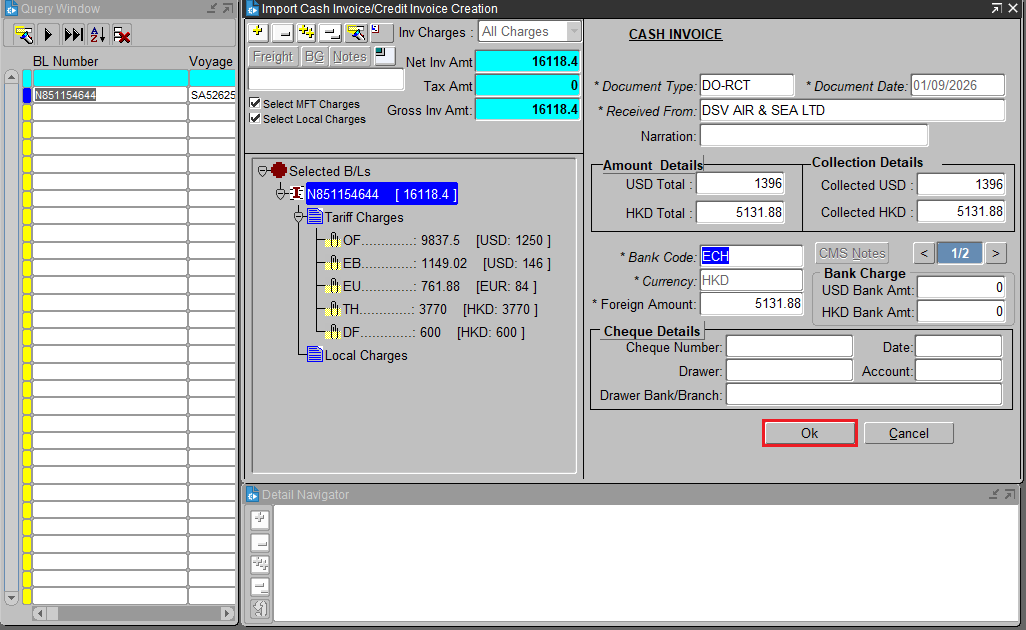 Query Window
BL Number Voyage
N851154644 SA52625
Import Cash Invoice/Credit Invoice Creation
Inv Charges : All Charges
Freight BG Notes
Net Inv Amt 16118.4
Tax Amt 0
Gross Inv Amt: 16118.4
Select MFT Charges
Select Local Charges
Selected B/Ls
N851154644 [ 16118.4 ]
Tariff Charges
OF.............: 9837.5 [USD: 1250 ]
EB.............: 1149.02 [USD: 146 ]
EU.............: 761.88 [EUR: 84 ]
TH.............: 3770 [HKD: 3770 ]
DF.............: 600 [HKD: 600 ]
Local Charges
CASH INVOICE
* Document Type: DO-RCT * Document Date: 01/09/2026
* Received From: DSV AIR & SEA LTD
Narration:
Amount Details
USD Total : 1396
HKD Total : 5131.88
Collection Details
Collected USD : 1396
Collected HKD : 5131.88
* Bank Code: ECH
* Currency: HKD
* Foreign Amount: 5131.88
CMS Notes < 1/2 >
Bank Charge
USD Bank Amt: 0
HKD Bank Amt: 0
Cheque Details
Cheque Number: Date:
Drawer: Account:
Drawer Bank/Branch:
Ok Cancel
Detail Navigator